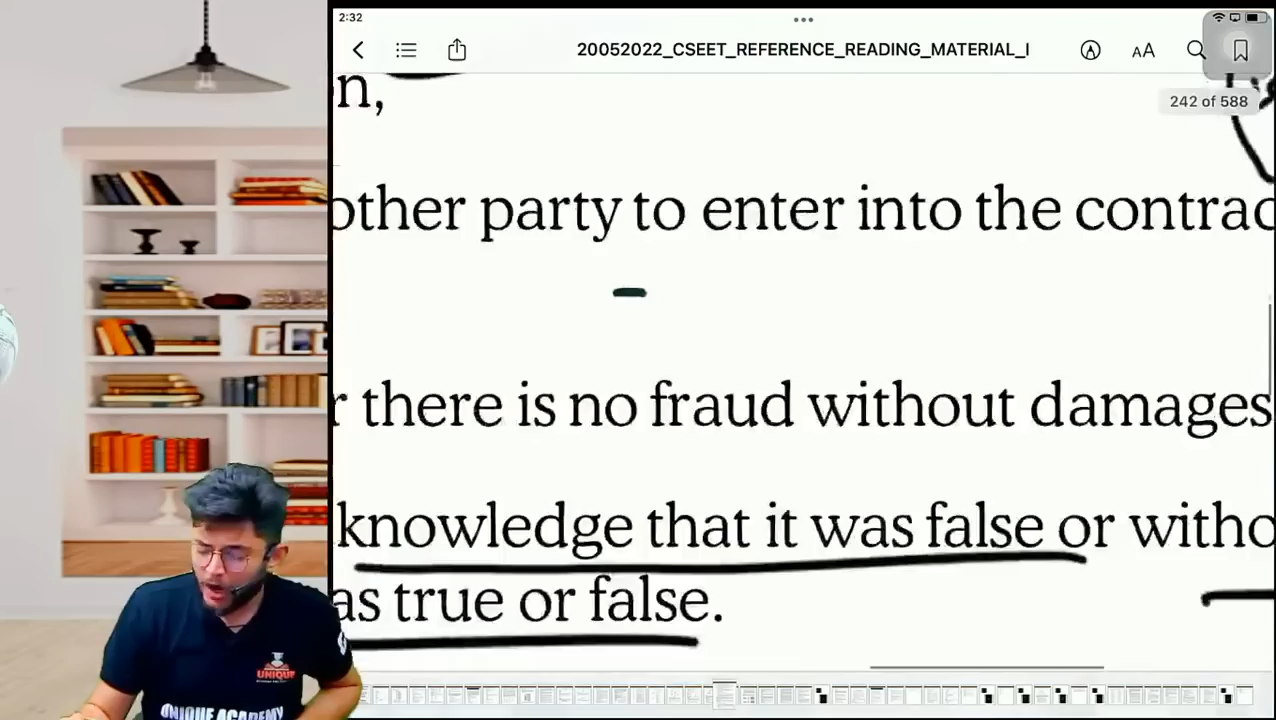 2:32
20052022_CSEET_REFERENCE_READING_MATERIAL_I
AA
242 of 588
n,
other party to enter into the contrac
r there is no fraud without damages
knowledge that it was false or witho
as true or false.
UNIQUE
UNIQUE ACADEMY